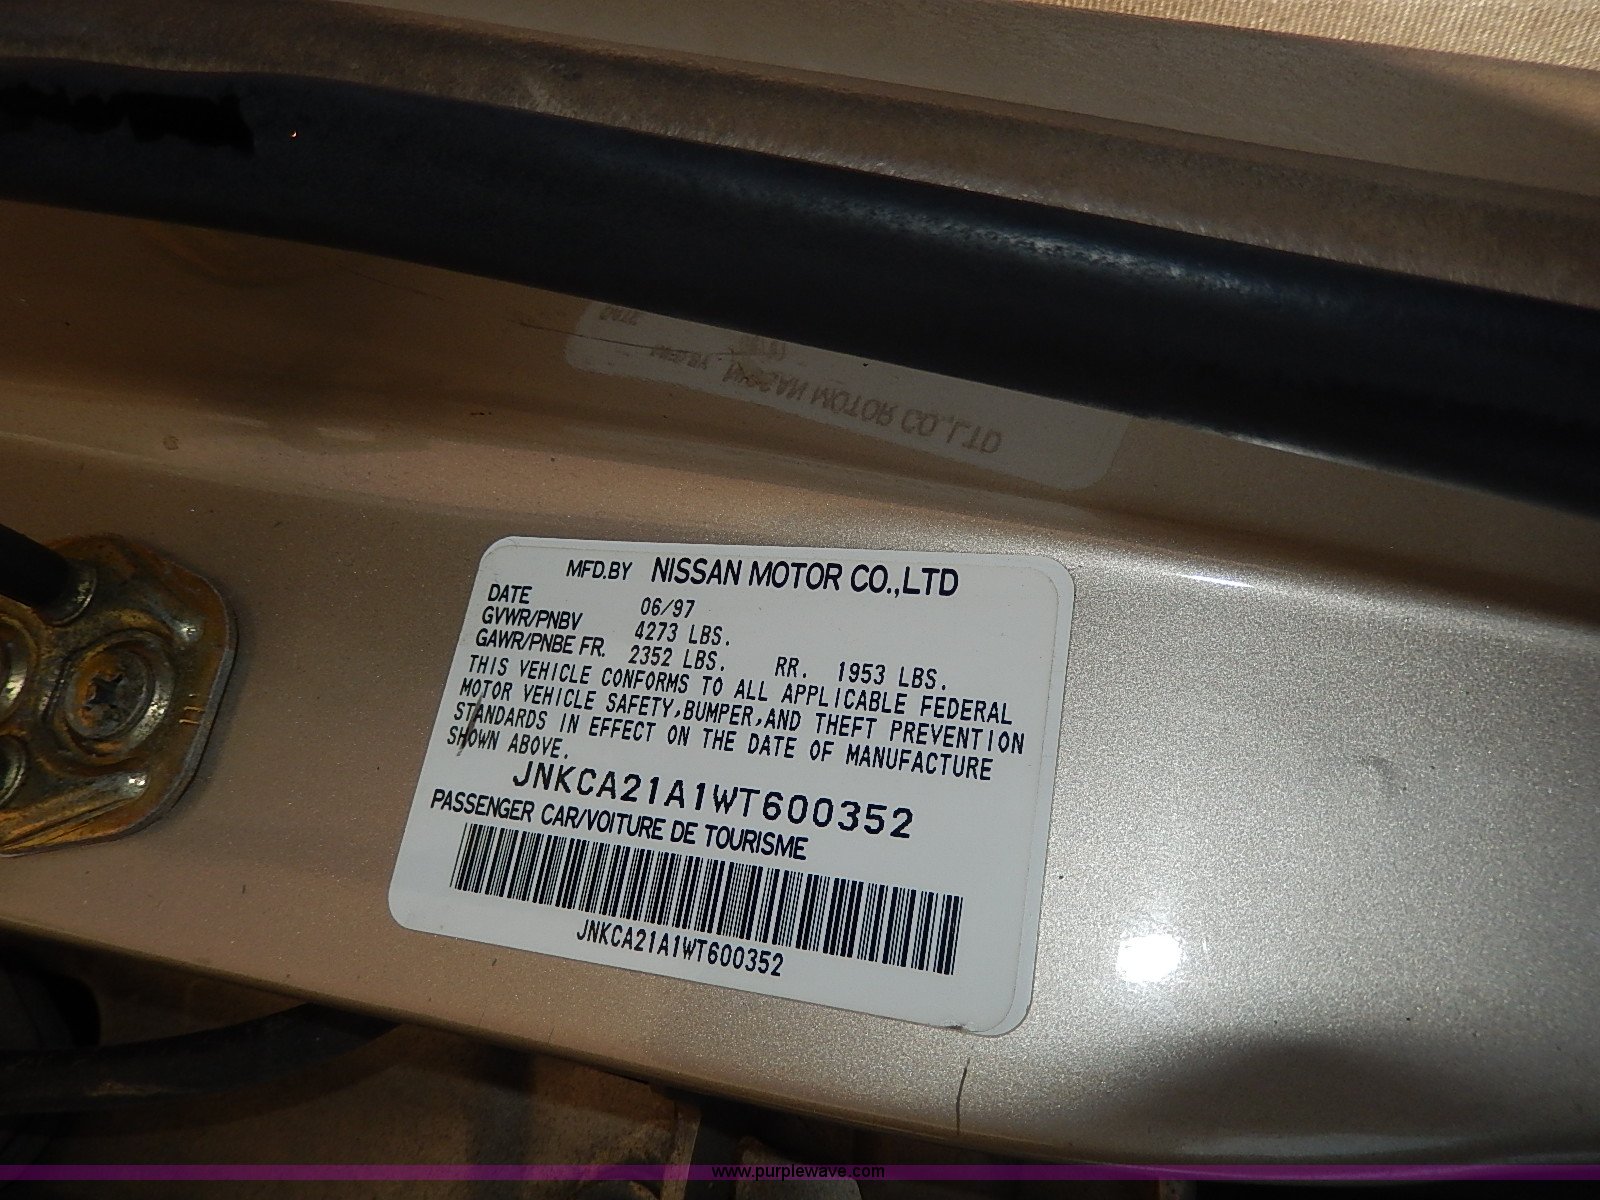 MFD.BY NISSAN MOTOR CO.,LTD
DATE 06/97
GVWR/PNBV 4273 LBS.
GAWR/PNBE FR. 2352 LBS. RR. 1953 LBS.
THIS VEHICLE CONFORMS TO ALL APPLICABLE FEDERAL
MOTOR VEHICLE SAFETY,BUMPER,AND THEFT PREVENTION
STANDARDS IN EFFECT ON THE DATE OF MANUFACTURE
SHOWN ABOVE.
JNKCA21A1WT600352
PASSENGER CAR/VOITURE DE TOURISME
JNKCA21A1WT600352
www.purplewave.com